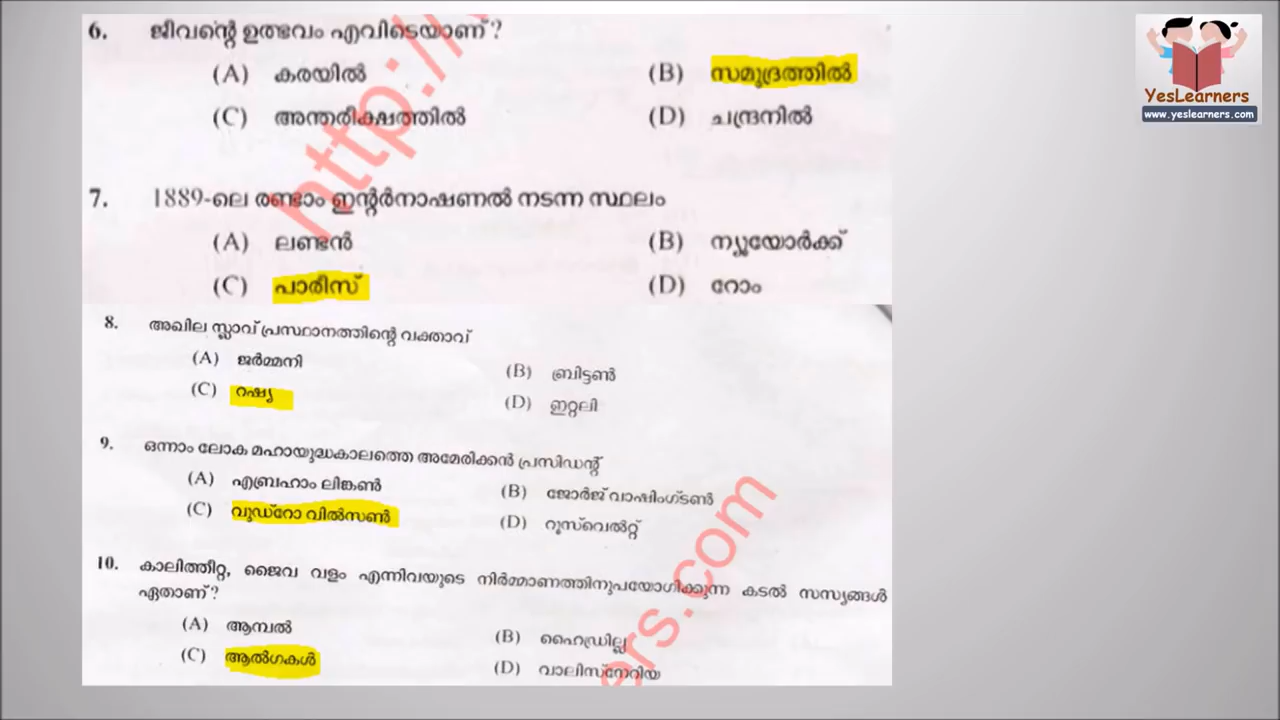 6. ജീവന്റെ ഉത്ഭവം എവിടെയാണ് ?
(A) കരയിൽ (B) സമുദ്രത്തിൽ
(C) അന്തരീക്ഷത്തിൽ (D) ചന്ദ്രനിൽ
7. 1889-ലെ രണ്ടാം ഇന്റർനാഷണൽ നടന്ന സ്ഥലം
(A) ലണ്ടൻ (B) ന്യൂയോർക്ക്
(C) പാരീസ് (D) റോം
8. അഖില സ്ലാവ് പ്രസ്ഥാനത്തിന്റെ വക്താവ്
(A) ജർമ്മനി (B) ബ്രിട്ടൺ
(C) റഷ്യ (D) ഇറ്റലി
9. ഒന്നാം ലോക മഹായുദ്ധകാലത്തെ അമേരിക്കൻ പ്രസിഡന്റ്
(A) എബ്രഹാം ലിങ്കൺ (B) ജോർജ് വാഷിംഗ്ടൺ
(C) വുഡ്റോ വിൽസൺ (D) റൂസ്‌വെൽറ്റ്
10. കാലിത്തീറ്റ, ജൈവ വളം എന്നിവയുടെ നിർമ്മാണത്തിനുപയോഗിക്കുന്ന കടൽ സസ്യങ്ങൾ
ഏതാണ് ?
(A) ആമ്പൽ (B) ഹൈഡ്രില്ല
(C) ആൽഗകൾ (D) വാലിസ്നേറിയ
http://
ers.com
YesLearners
www.yeslearners.com